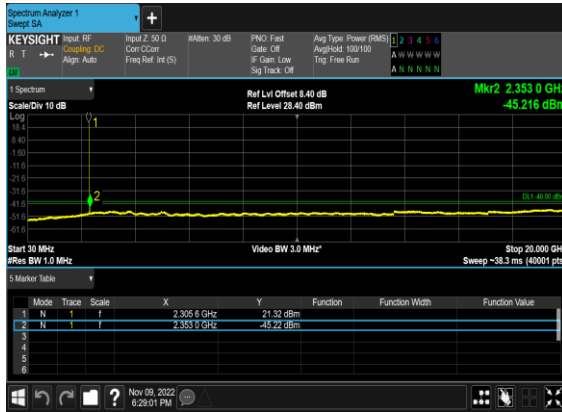 Spectrum Analyzer 1
Swept SA
+
KEYSIGHT Input: RF Input Z: 50 Ω #Atten: 30 dB PNO: Fast Avg Type: Power (RMS) 1 2 3 4 5 6
R T Coupling: DC Corr CCorr Gate: Off Avg|Hold: 100/100 A W W W W W
Align: Auto Freq Ref: Int (S) IF Gain: Low Trig: Free Run
LXI Sig Track: Off A N N N N N
1 Spectrum
Ref Lvl Offset 8.40 dB Mkr2 2.353 0 GHz
Scale/Div 10 dB Ref Level 28.40 dBm -45.216 dBm
Log
18.4
8.40
-1.60
-11.6
-21.6
-31.6
-41.6
-51.6
-61.6
1
2
DL1 -40.00 dB
Start 30 MHz Video BW 3.0 MHz* Stop 20.000 GH
#Res BW 1.0 MHz Sweep ~38.3 ms (40001 pts
5 Marker Table
Mode Trace Scale X Y Function Function Width Function Value
1 N 1 f 2.305 6 GHz 21.32 dBm
2 N 1 f 2.353 0 GHz -45.22 dBm
3
4
5
6
? Nov 09, 2022
6:29:01 PM